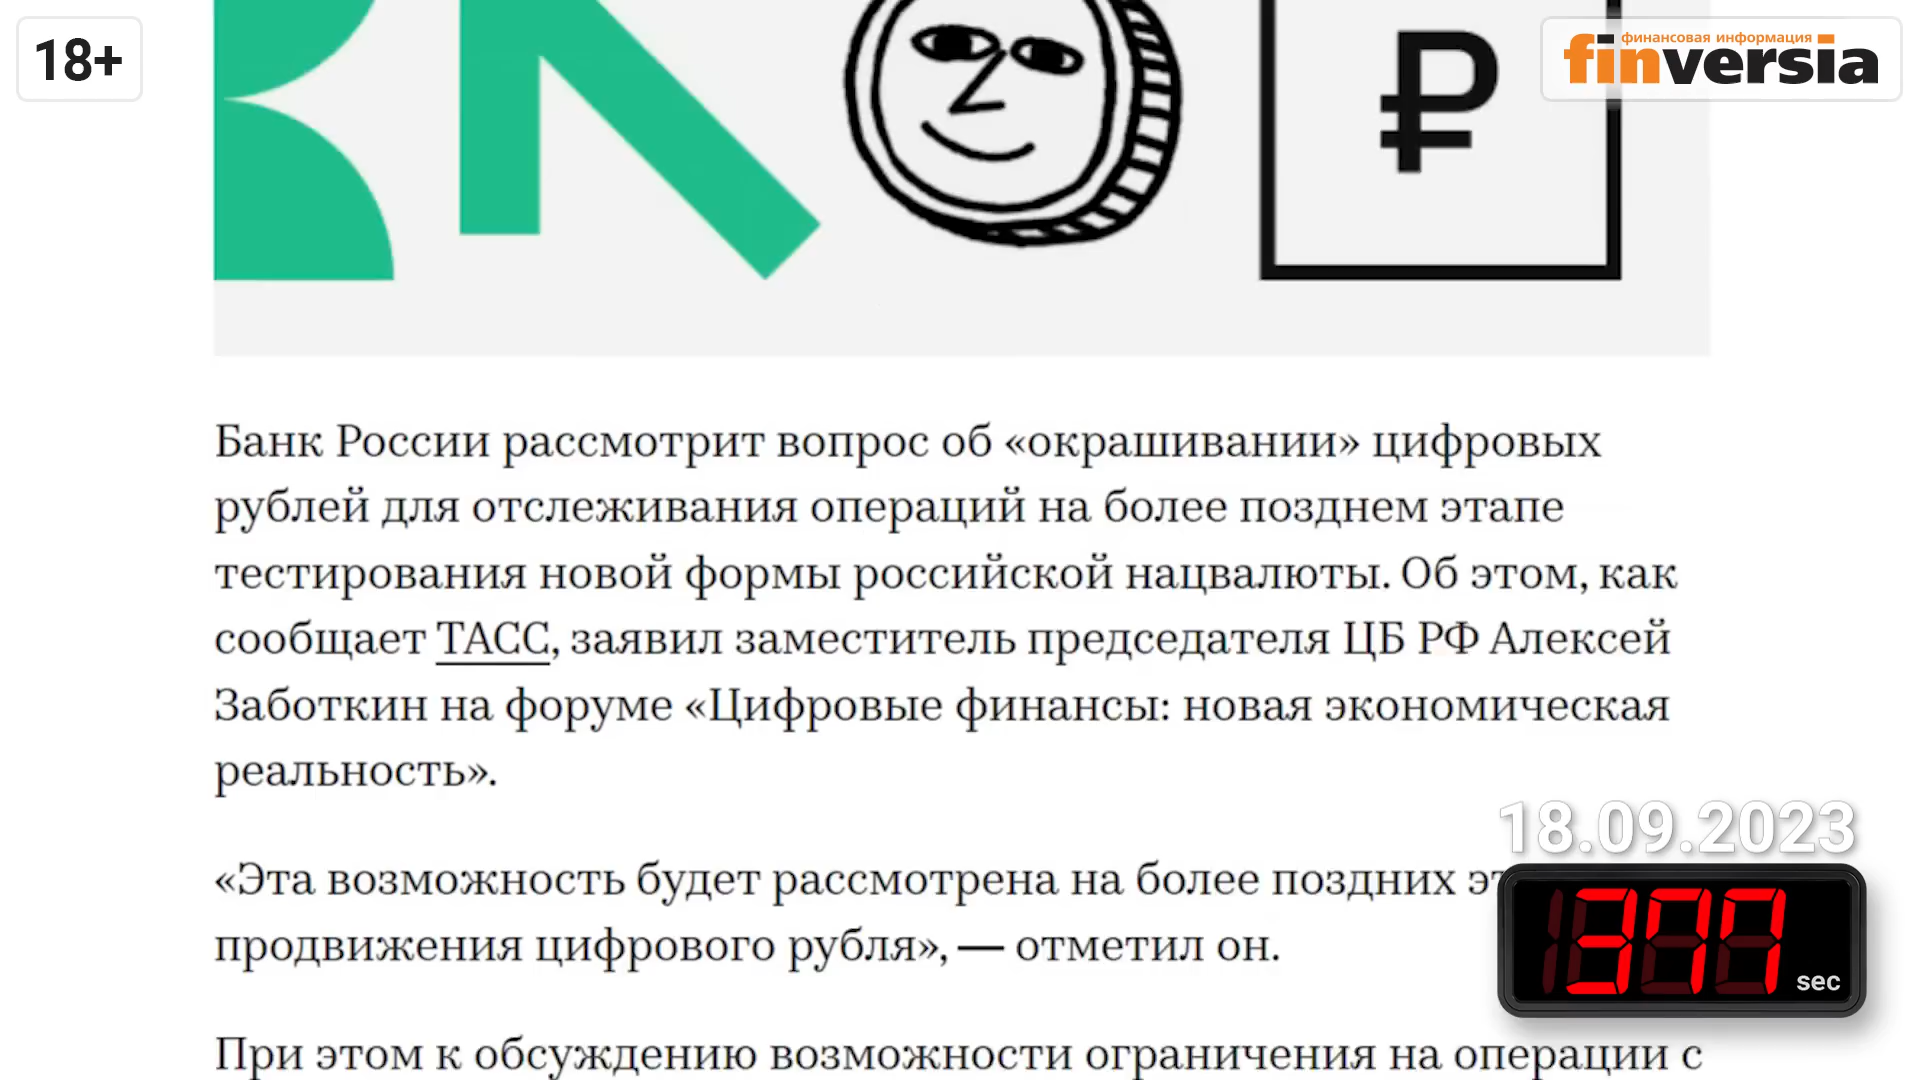 18+
финансовая информация
finversia
₽
Банк России рассмотрит вопрос об «окрашивании» цифровых
рублей для отслеживания операций на более позднем этапе
тестирования новой формы российской нацвалюты. Об этом, как
сообщает ТАСС, заявил заместитель председателя ЦБ РФ Алексей
Заботкин на форуме «Цифровые финансы: новая экономическая
реальность».
18.09.2023
«Эта возможность будет рассмотрена на более поздних
продвижения цифрового рубля», — отметил он.
377 sec
При этом к обсуждению возможности ограничения на операции с